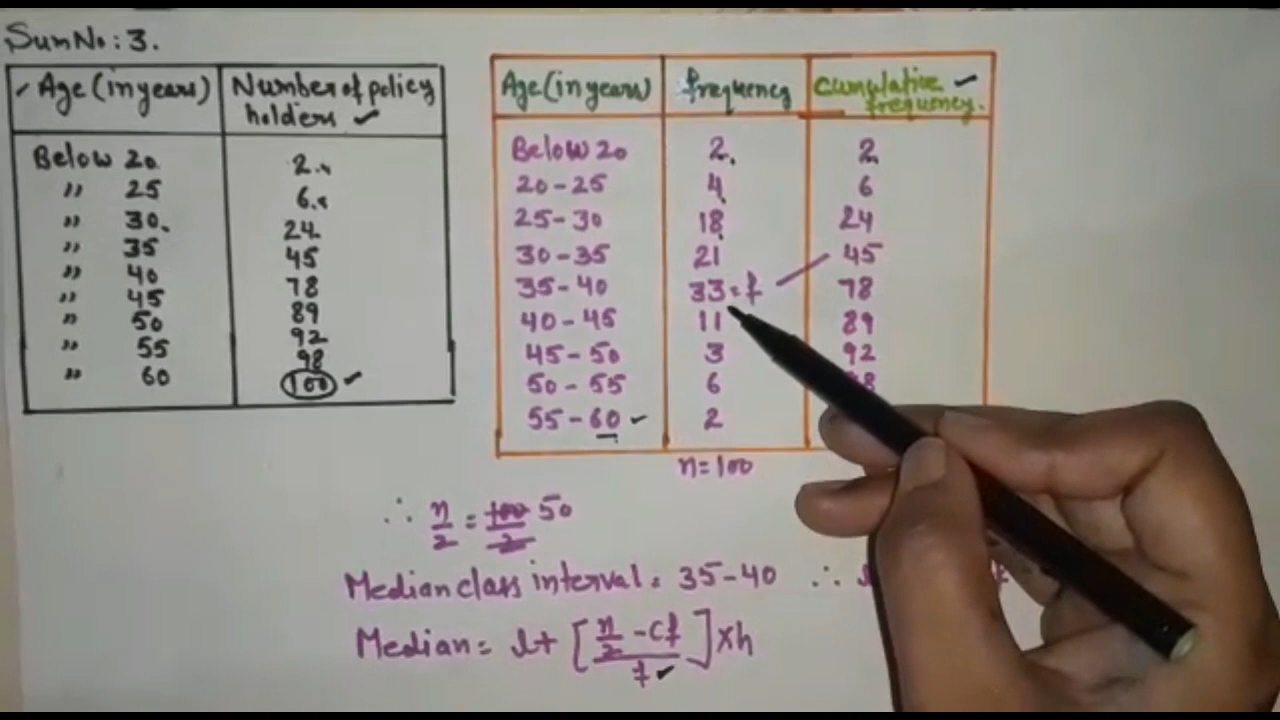 Sum No: 3.
Age (in years) Number of policy holders
Below 20 2
" 25 6
" 30 24
" 35 45
" 40 78
" 45 89
" 50 92
" 55 98
" 60 100
Age (in years) frequency Cumulative frequency.
Below 20 2 2
20-25 4 6
25-30 18 24
30-35 21 45
35-40 33=f 78
40-45 11 89
45-50 3 92
50-55 6
55-60 2
n=100
∴ n/2 = 100/2 50
Median class interval = 35-40 ∴
Median = l+ [n/2 - cf / f] × h